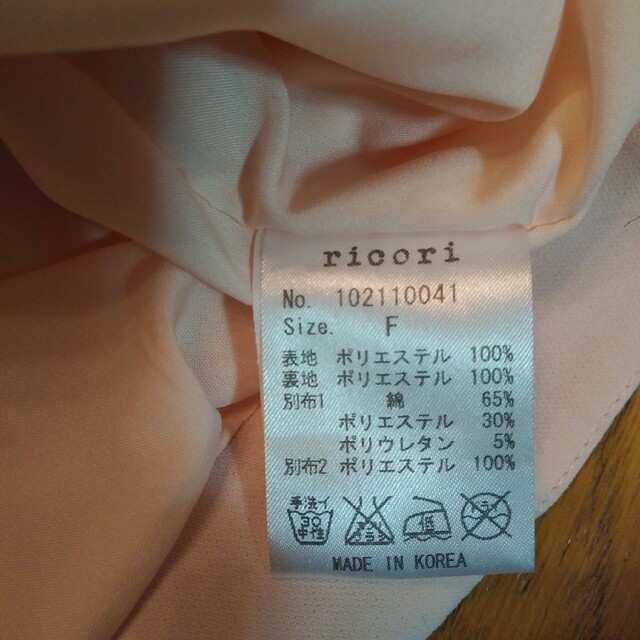 ricori
No. 102110041
Size. F
表地 ポリエステル 100%
裏地 ポリエステル 100%
別布1 綿 65%
ポリエステル 30%
ポリウレタン 5%
別布2 ポリエステル 100%
手洗イ
30
中性
低
MADE IN KOREA